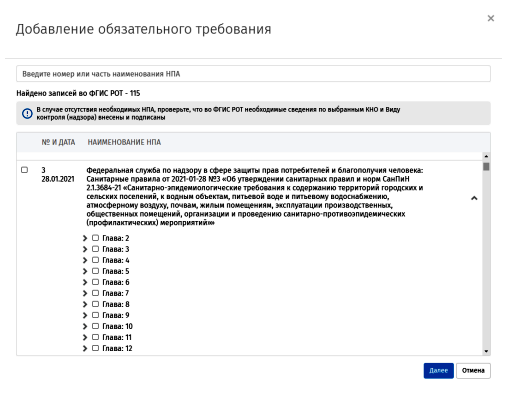 Добавление обязательного требования
×
Введите номер или часть наименования НПА
Найдено записей во ФГИС РОТ - 115
В случае отсутствия необходимых НПА, проверьте, что во ФГИС РОТ необходимые сведения по выбранным КНО и Виду
контроля (надзора) внесены и подписаны
№ И ДАТА НАИМЕНОВАНИЕ НПА
3
28.01.2021
Федеральная служба по надзору в сфере защиты прав потребителей и благополучия человека:
Санитарные правила от 2021-01-28 №3 «Об утверждении санитарных правил и норм СанПиН
2.1.3684-21 «Санитарно-эпидемиологические требования к содержанию территорий городских и
сельских поселений, к водным объектам, питьевой воде и питьевому водоснабжению,
атмосферному воздуху, почвам, жилым помещениям, эксплуатации производственных,
общественных помещений, организации и проведению санитарно-противоэпидемических
(профилактических) мероприятий»»
Глава: 2
Глава: 3
Глава: 4
Глава: 5
Глава: 6
Глава: 7
Глава: 8
Глава: 9
Глава: 10
Глава: 11
Глава: 12
Далее Отмена